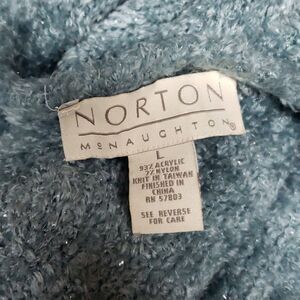 NORTON
McNAUGHTON®
L
93% ACRYLIC
7% NYLON
KNIT IN TAIWAN
FINISHED IN
CHINA
RN 57803
SEE REVERSE
FOR CARE